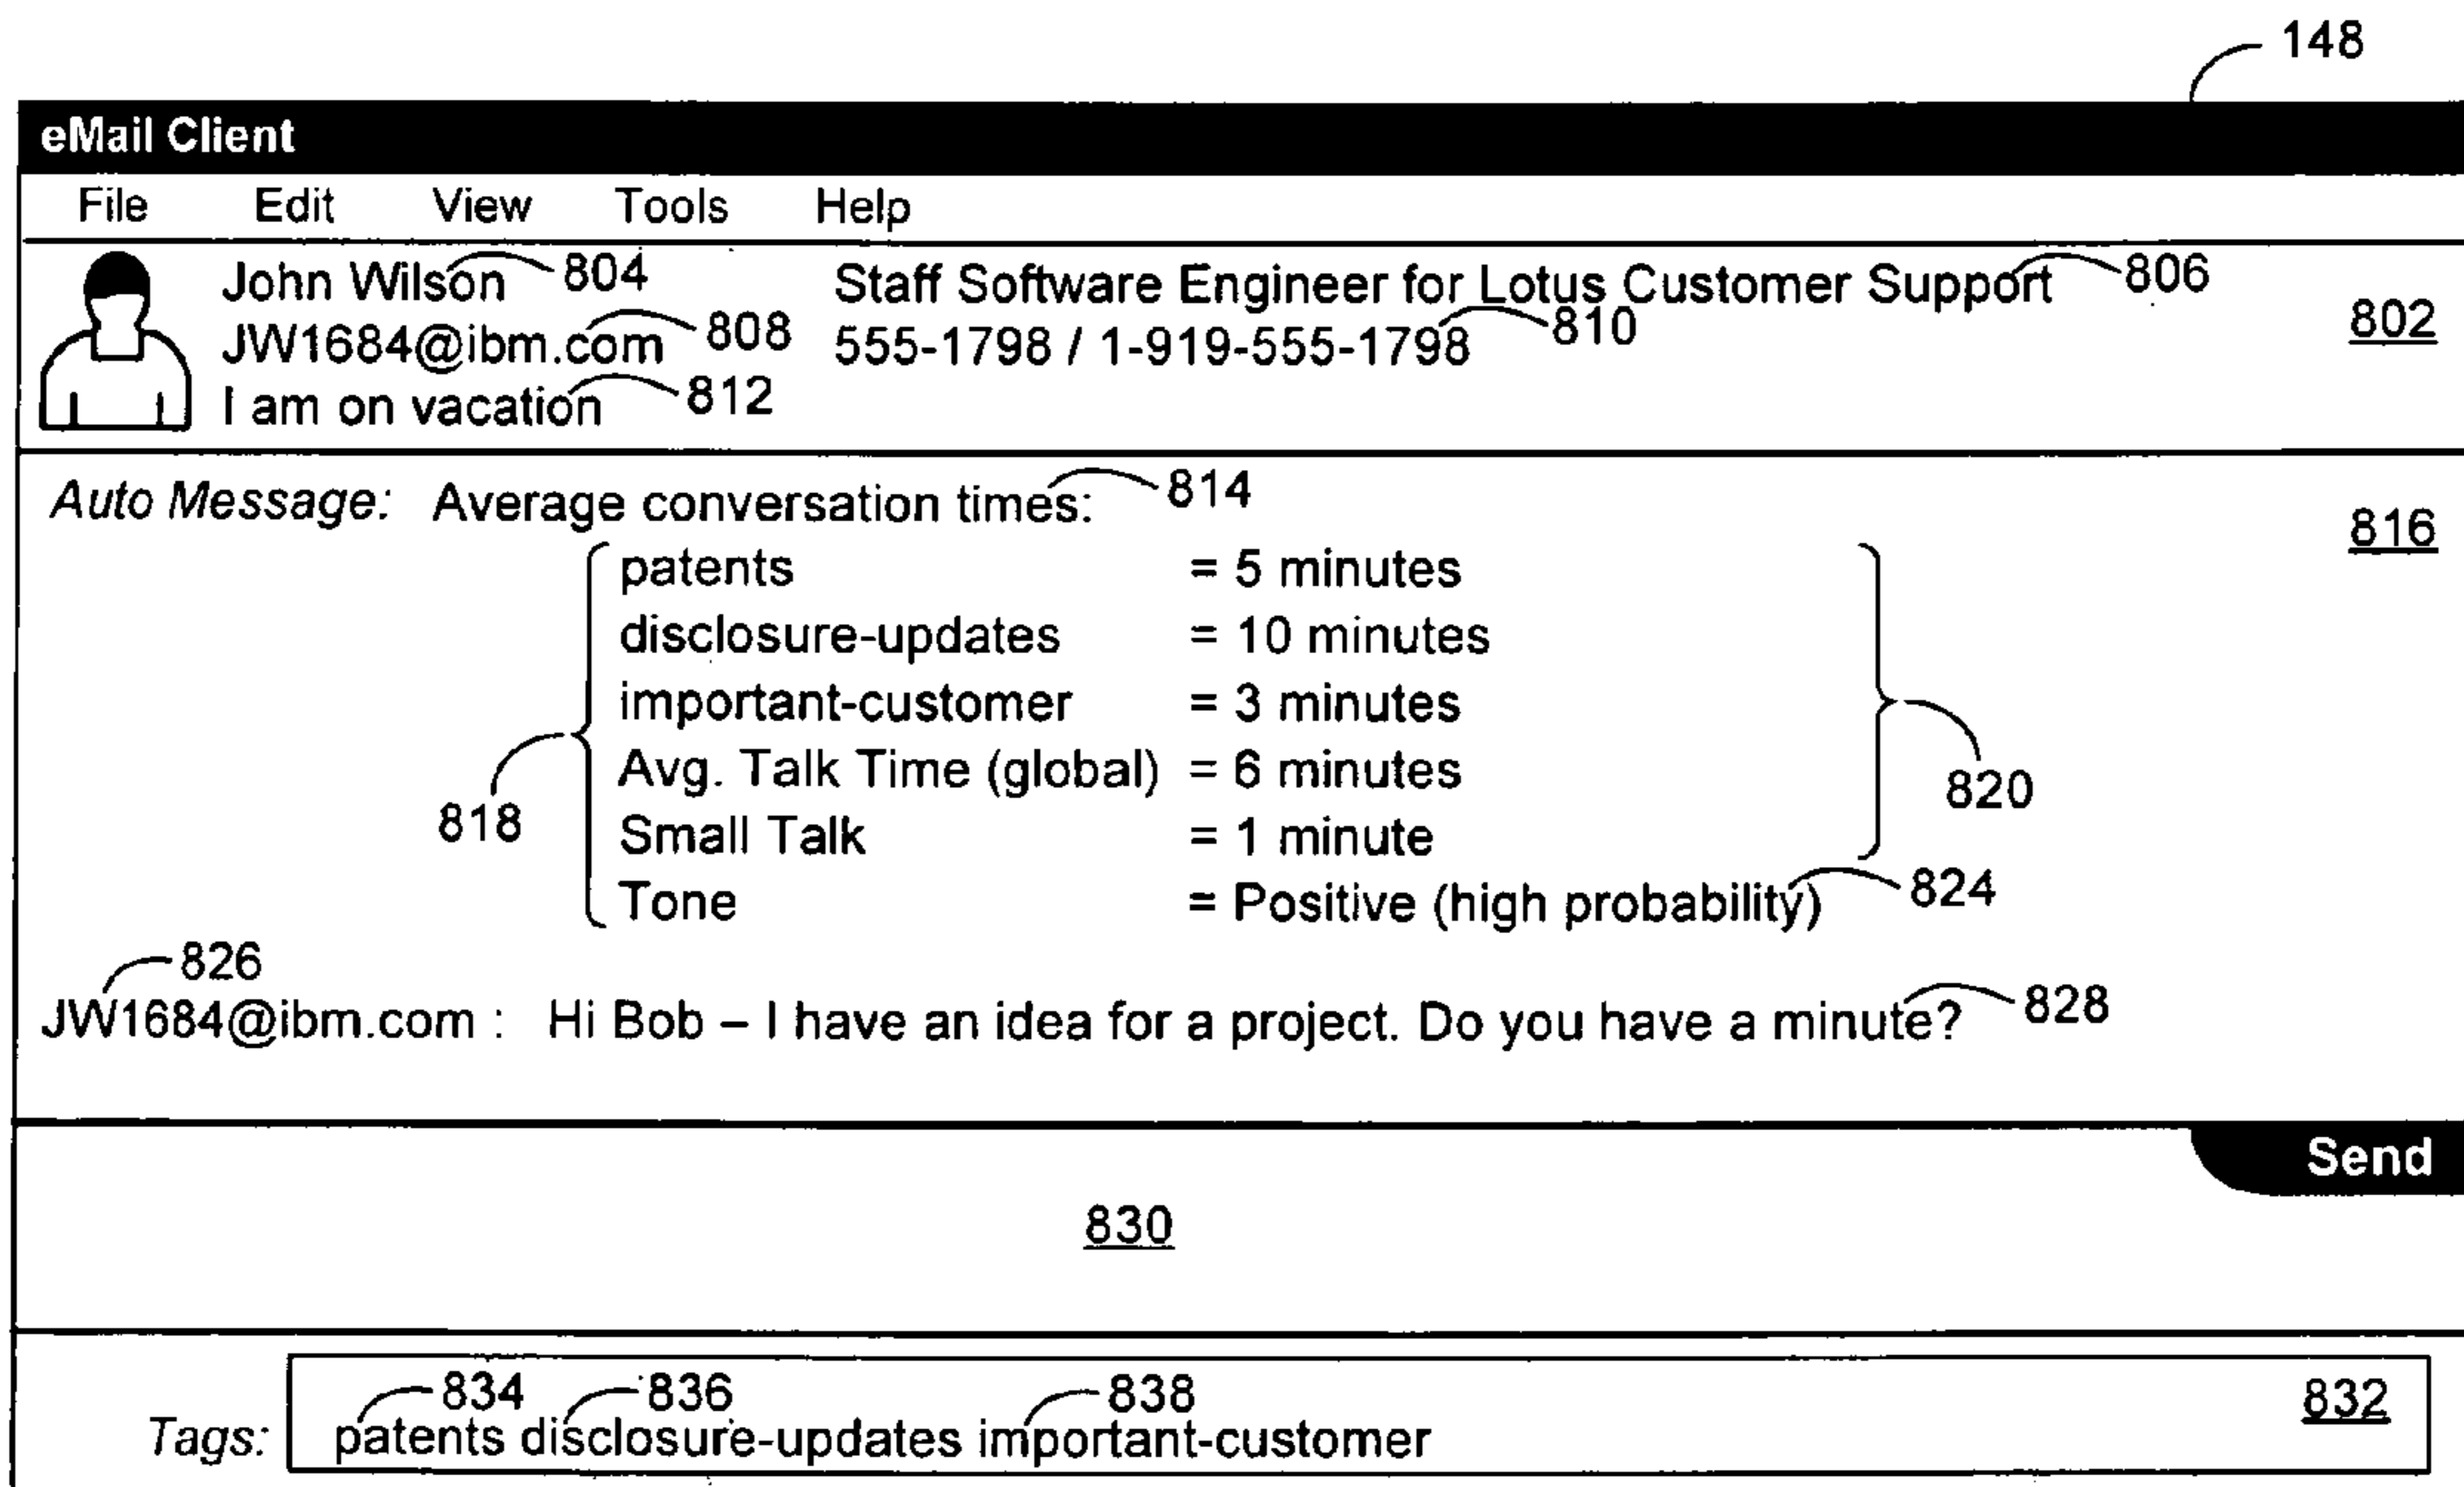 148
eMail Client
File Edit View Tools Help
John Wilson 804 Staff Software Engineer for Lotus Customer Support 806
JW1684@ibm.com 808 555-1798 / 1-919-555-1798 810 802
I am on vacation 812
Auto Message: Average conversation times: 814
816
patents = 5 minutes
disclosure-updates = 10 minutes
important-customer = 3 minutes
Avg. Talk Time (global) = 6 minutes
820
818
Small Talk = 1 minute
Tone = Positive (high probability) 824
826
JW1684@ibm.com : Hi Bob – I have an idea for a project. Do you have a minute? 828
Send
830
834 836 838 832
Tags: patents disclosure-updates important-customer